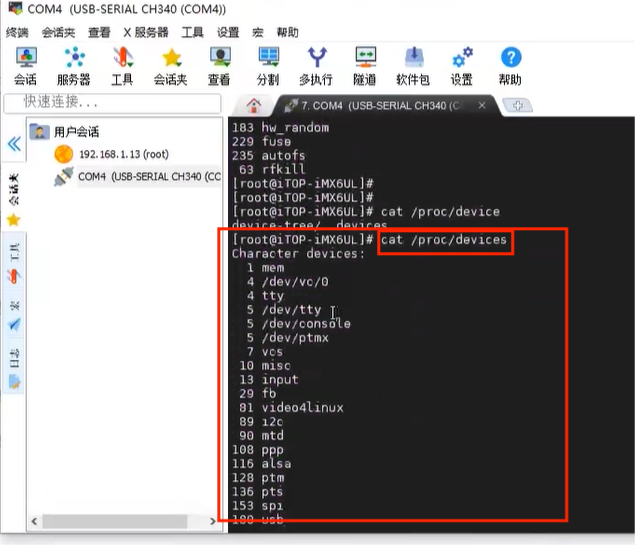 COM4 (USB-SERIAL CH340 (COM4))
终端 会话夹 查看 X 服务器 工具 设置 宏 帮助
会话 服务器 工具 会话夹 查看 分割 多执行 隧道 软件包 设置 帮助
快速连接...
7. COM4 (USB-SERIAL CH340 (C
用户会话
192.168.1.13 (root)
COM4 (USB-SERIAL CH340 (CC
会话夹
工具
宏
日志
183 hw_random
229 fuse
235 autofs
63 rfkill
[root@iTOP-iMX6UL]#
[root@iTOP-iMX6UL]#
[root@iTOP-iMX6UL]# cat /proc/device
device-tree/ devices
[root@iTOP-iMX6UL]# cat /proc/devices
Character devices:
1 mem
4 /dev/vc/0
4 tty
5 /dev/tty
5 /dev/console
5 /dev/ptmx
7 vcs
10 misc
13 input
29 fb
81 video4linux
89 i2c
90 mtd
108 ppp
116 alsa
128 ptm
136 pts
153 spi
180 usb